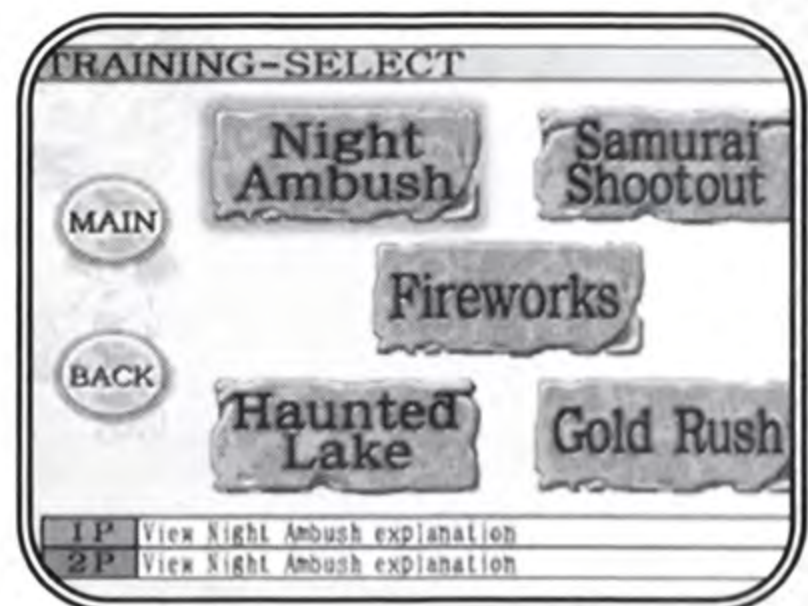 TRAINING-SELECT
Night
Ambush
Samurai
Shootout
MAIN
Fireworks
BACK
Haunted
Lake
Gold Rush
1P View Night Ambush explanation
2P View Night Ambush explanation